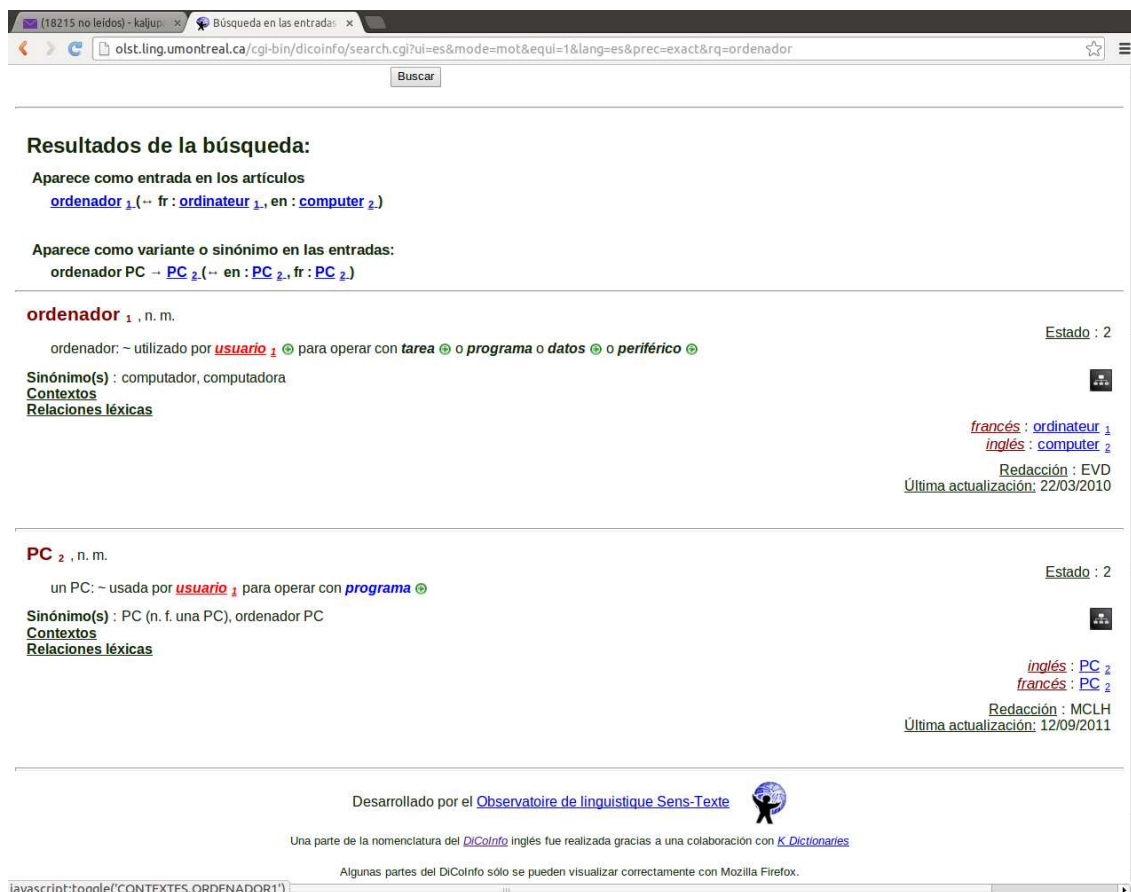 (18215 no leídos) - kaljup
Búsqueda en las entradas
olst.ling.umontreal.ca/cgi-bin/dicoinfo/search.cgi?ui=es&mode=mot&equi=1&lang=es&prec=exact&rq=ordenador
Buscar
Resultados de la búsqueda:
Aparece como entrada en los artículos
ordenador 1 (↔ fr : ordinateur 1 , en : computer 2 )
Aparece como variante o sinónimo en las entradas:
ordenador PC → PC 2 (↔ en : PC 2 , fr : PC 2 )
ordenador 1 , n. m.
Estado : 2
ordenador: ~ utilizado por usuario 1 para operar con tarea o programa o datos o periférico
Sinónimo(s) : computador, computadora
Contextos
Relaciones léxicas
francés : ordinateur 1
inglés : computer 2
Redacción : EVD
Última actualización: 22/03/2010
PC 2 , n. m.
Estado : 2
un PC: ~ usada por usuario 1 para operar con programa
Sinónimo(s) : PC (n. f. una PC), ordenador PC
Contextos
Relaciones léxicas
inglés : PC 2
francés : PC 2
Redacción : MCLH
Última actualización: 12/09/2011
Desarrollado por el Observatoire de linguistique Sens-Texte
Una parte de la nomenclatura del DiCoInfo inglés fue realizada gracias a una colaboración con K Dictionaries
Algunas partes del DiCoInfo sólo se pueden visualizar correctamente con Mozilla Firefox.
javascript:toggle('CONTEXTES.ORDENADOR1')